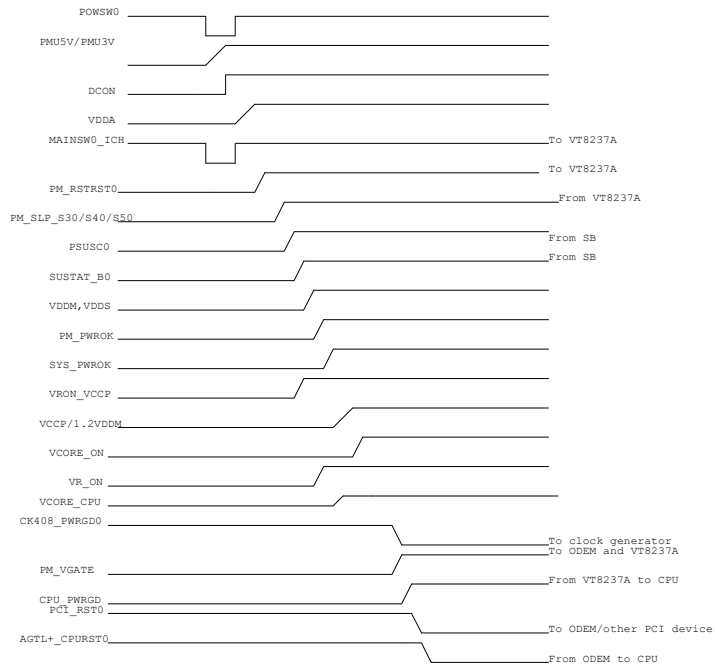 POWSW0
PMU5V/PMU3V
DCON
VDDA
MAINSW0_ICH To VT8237A
PM_RSTRST0 To VT8237A
PM_SLP_S30/S40/S50 From VT8237A
PSUSC0 From SB
SUSTAT_B0 From SB
VDDM,VDDS
PM_PWROK
SYS_PWROK
VRON_VCCP
VCCP/1.2VDDM
VCORE_ON
VR_ON
VCORE_CPU
CK408_PWRGD0 To clock generator
PM_VGATE To ODEM and VT8237A
CPU_PWRGD From VT8237A to CPU
PCI_RST0 To ODEM/other PCI device
AGTL+_CPURST0 From ODEM to CPU